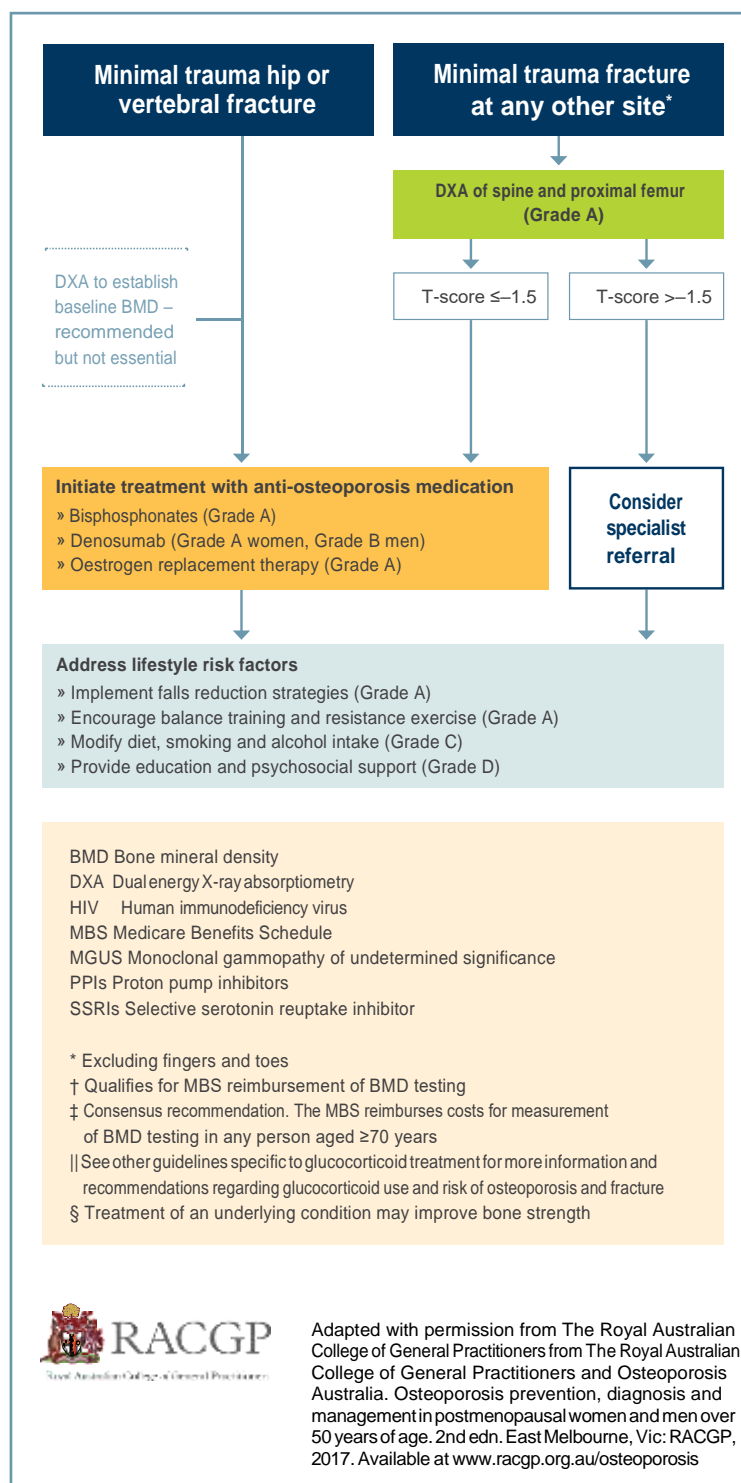 Minimal trauma hip or
vertebral fracture
Minimal trauma fracture
at any other site*
DXA of spine and proximal femur
(Grade A)
DXA to establish
baseline BMD –
recommended
but not essential
T-score ≤–1.5
T-score >–1.5
Initiate treatment with anti-osteoporosis medication
» Bisphosphonates (Grade A)
» Denosumab (Grade A women, Grade B men)
» Oestrogen replacement therapy (Grade A)
Consider
specialist
referral
Address lifestyle risk factors
» Implement falls reduction strategies (Grade A)
» Encourage balance training and resistance exercise (Grade A)
» Modify diet, smoking and alcohol intake (Grade C)
» Provide education and psychosocial support (Grade D)
BMD Bone mineral density
DXA Dual energy X-ray absorptiometry
HIV Human immunodeficiency virus
MBS Medicare Benefits Schedule
MGUS Monoclonal gammopathy of undetermined significance
PPIs Proton pump inhibitors
SSRIs Selective serotonin reuptake inhibitor
* Excluding fingers and toes
† Qualifies for MBS reimbursement of BMD testing
‡ Consensus recommendation. The MBS reimburses costs for measurement
of BMD testing in any person aged ≥70 years
|| See other guidelines specific to glucocorticoid treatment for more information and
recommendations regarding glucocorticoid use and risk of osteoporosis and fracture
§ Treatment of an underlying condition may improve bone strength
RACGP
Royal Australian College of General Practitioners
Adapted with permission from The Royal Australian
College of General Practitioners from The Royal Australian
College of General Practitioners and Osteoporosis
Australia. Osteoporosis prevention, diagnosis and
management in postmenopausal women and men over
50 years of age. 2nd edn. East Melbourne, Vic: RACGP,
2017. Available at www.racgp.org.au/osteoporosis